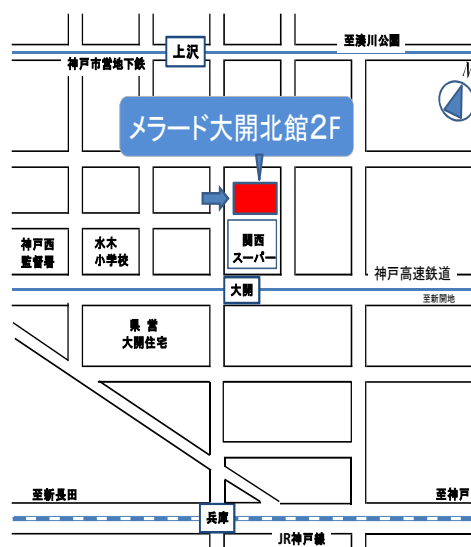 至湊川公園
上沢
神戸市営地下鉄
N
メラード大開北館2F
神戸西
監督署
水木
小学校
関西
スーパー
神戸高速鉄道
大開
至新開地
県 営
大開住宅
至新長田
至神戸
兵庫
JR神戸線